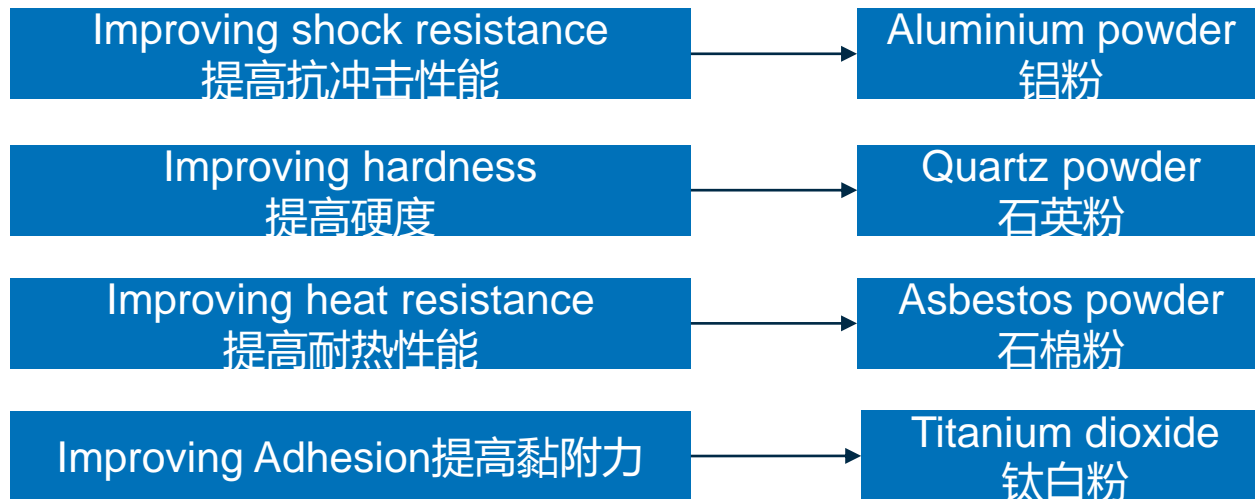 Improving shock resistance
提高抗冲击性能
Aluminium powder
铝粉
Improving hardness
提高硬度
Quartz powder
石英粉
Improving heat resistance
提高耐热性能
Asbestos powder
石棉粉
Improving Adhesion提高黏附力
Titanium dioxide
钛白粉